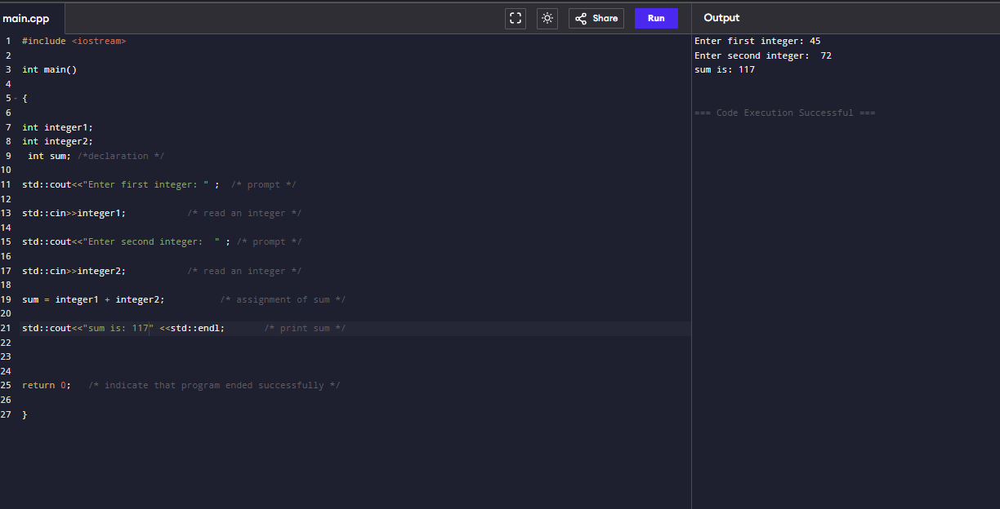 main.cpp
Share
Run
Output
1 #include <iostream>
2
3 int main()
4
5 {
6
7 int integer1;
8 int integer2;
9 int sum; /*declaration */
10
11 std::cout<<"Enter first integer: " ; /* prompt */
12
13 std::cin>>integer1; /* read an integer */
14
15 std::cout<<"Enter second integer:  " ; /* prompt */
16
17 std::cin>>integer2; /* read an integer */
18
19 sum = integer1 + integer2; /* assignment of sum */
20
21 std::cout<<"sum is: 117" <<std::endl; /* print sum */
22
23
24
25 return 0; /* indicate that program ended successfully */
26
27 }
Enter first integer: 45
Enter second integer:  72
sum is: 117
=== Code Execution Successful ===